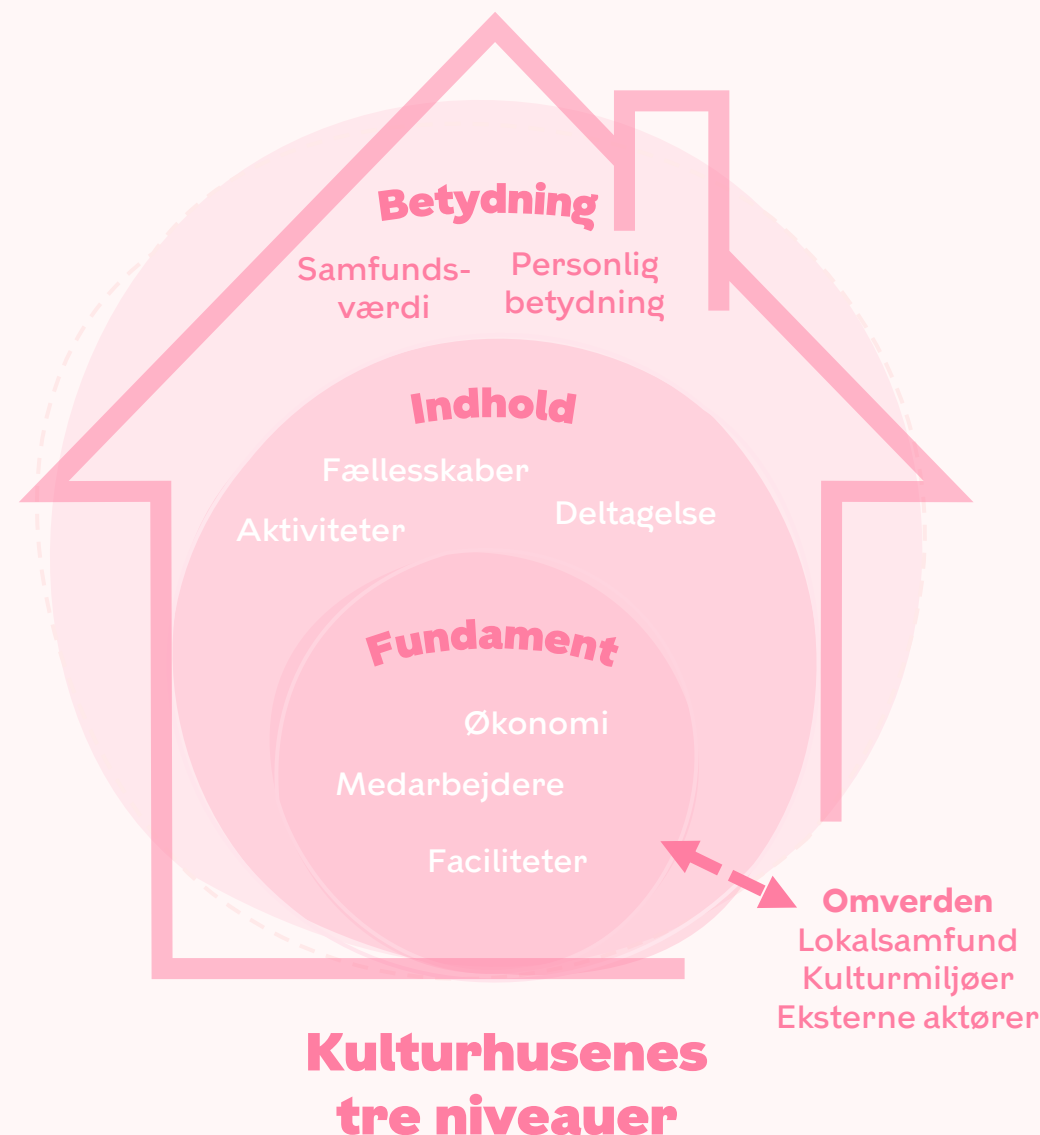 Betydning
Samfunds-
værdi
Personlig
betydning
Indhold
Fællesskaber
Deltagelse
Aktiviteter
Fundament
Økonomi
Medarbejdere
Faciliteter
Omverden
Lokalsamfund
Kulturmiljøer
Eksterne aktører
Kulturhusenes
tre niveauer